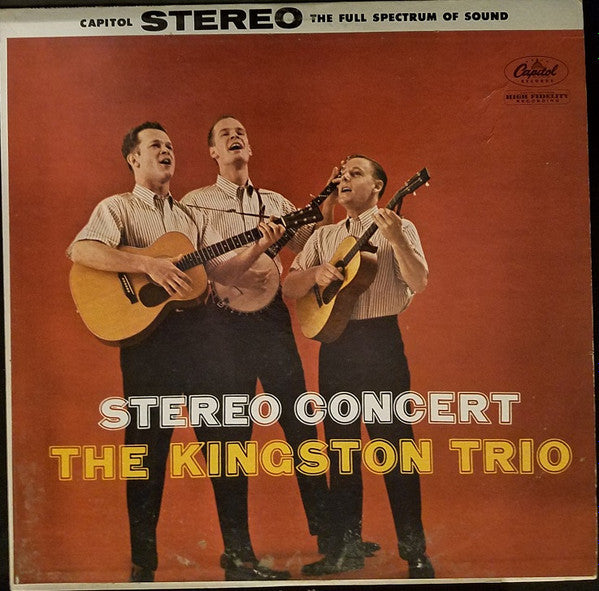 CAPITOL STEREO THE FULL SPECTRUM OF SOUND
Capitol
RECORDS
HIGH FIDELITY
RECORDING
STEREO CONCERT
THE KINGSTON TRIO